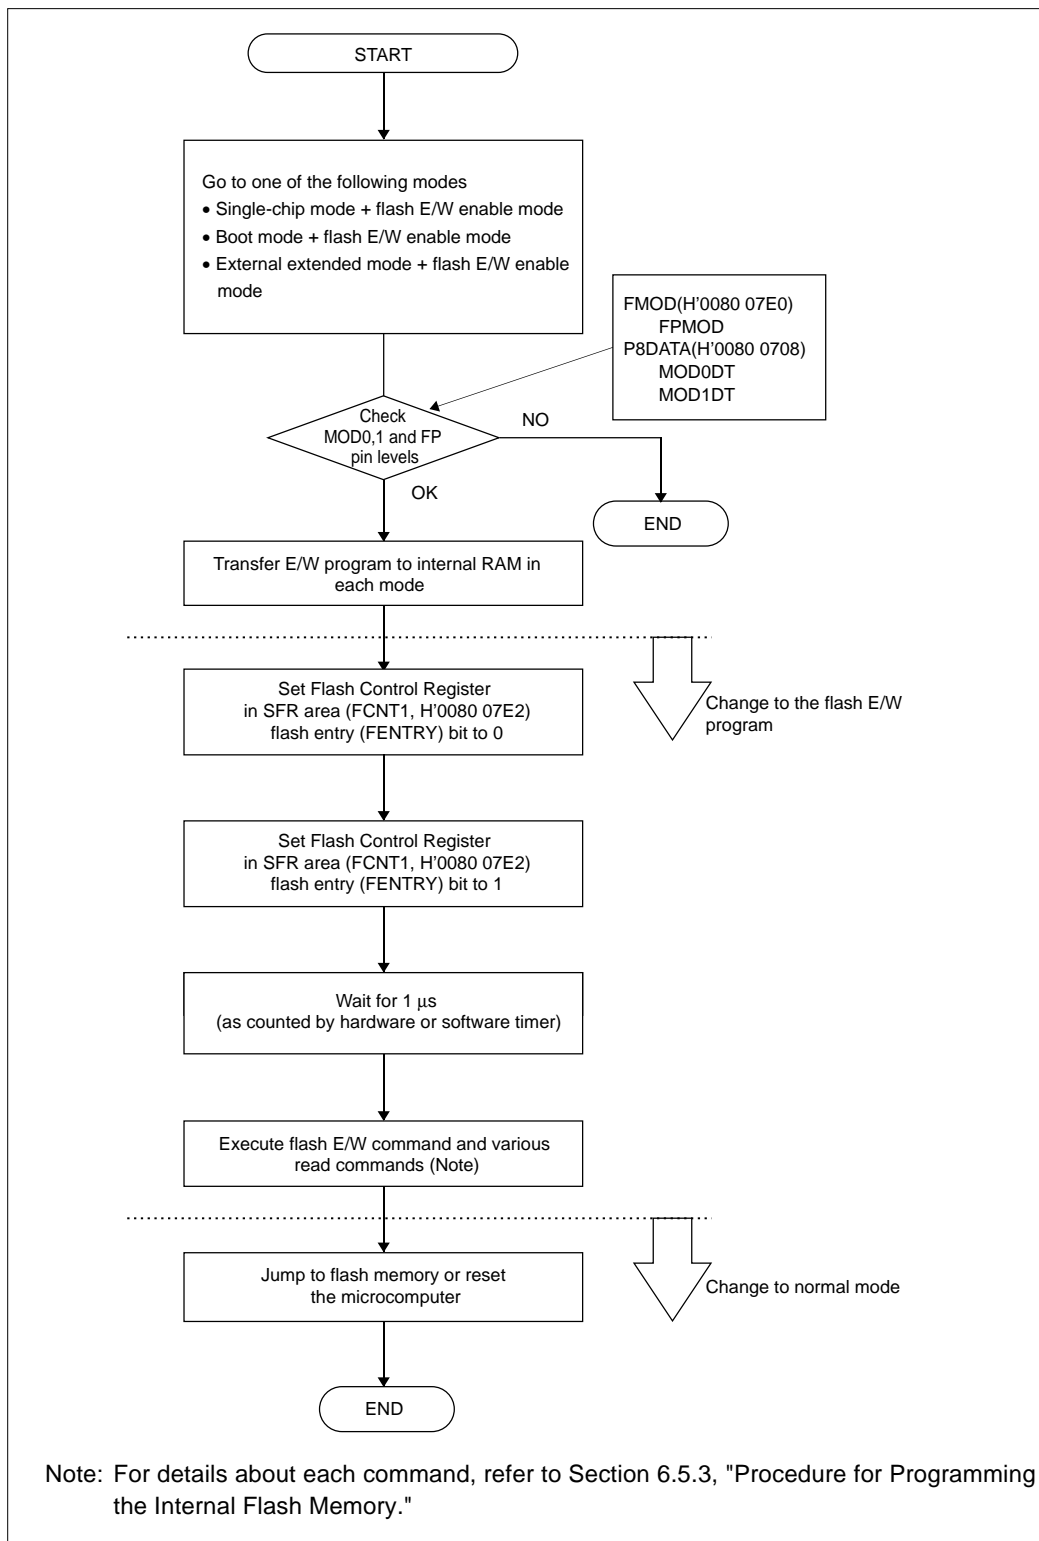 START
Go to one of the following modes
• Single-chip mode + flash E/W enable mode
• Boot mode + flash E/W enable mode
• External extended mode + flash E/W enable
mode
FMOD(H'0080 07E0)
FPMOD
P8DATA(H'0080 0708)
MOD0DT
MOD1DT
Check
MOD0,1 and FP
pin levels
NO
OK
END
Transfer E/W program to internal RAM in
each mode
Set Flash Control Register
in SFR area (FCNT1, H'0080 07E2)
flash entry (FENTRY) bit to 0
Change to the flash E/W
program
Set Flash Control Register
in SFR area (FCNT1, H'0080 07E2)
flash entry (FENTRY) bit to 1
Wait for 1 μs
(as counted by hardware or software timer)
Execute flash E/W command and various
read commands (Note)
Jump to flash memory or reset
the microcomputer
Change to normal mode
END
Note: For details about each command, refer to Section 6.5.3, "Procedure for Programming
the Internal Flash Memory."